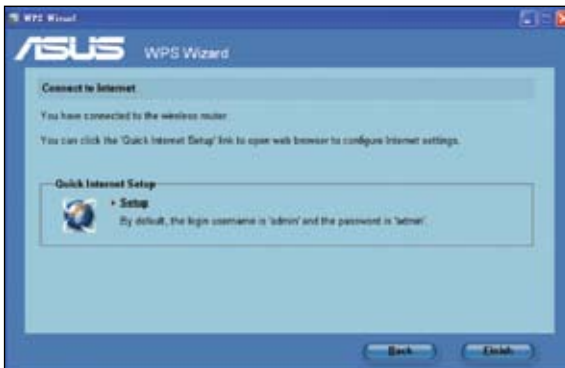 WPS Wizard
ASUS WPS Wizard
Connect to Internet
You have connected to the wireless router.
You can click the 'Quick Internet Setup' link to open web browser to configure Internet settings.
Quick Internet Setup
Setup
By default, the login username is 'admin' and the password is 'admin'.
Back Finish